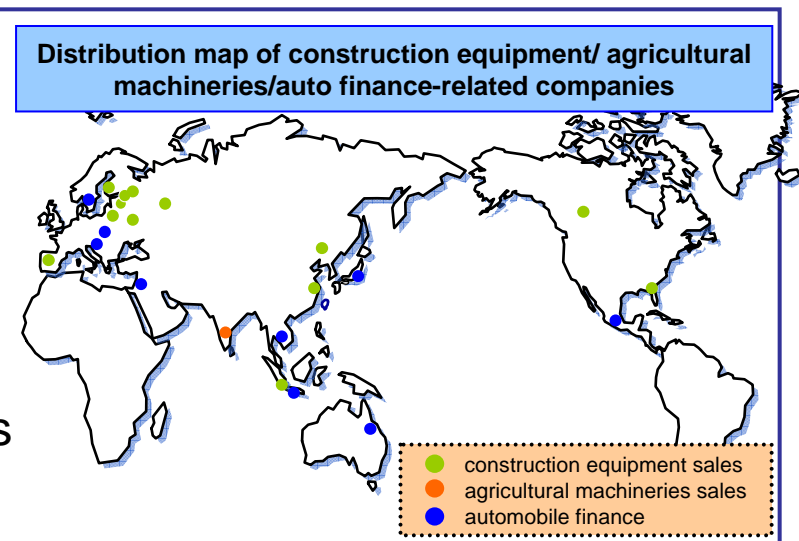 Distribution map of construction equipment/ agricultural
machineries/auto finance-related companies
s
construction equipment sales
agricultural machineries sales
automobile finance